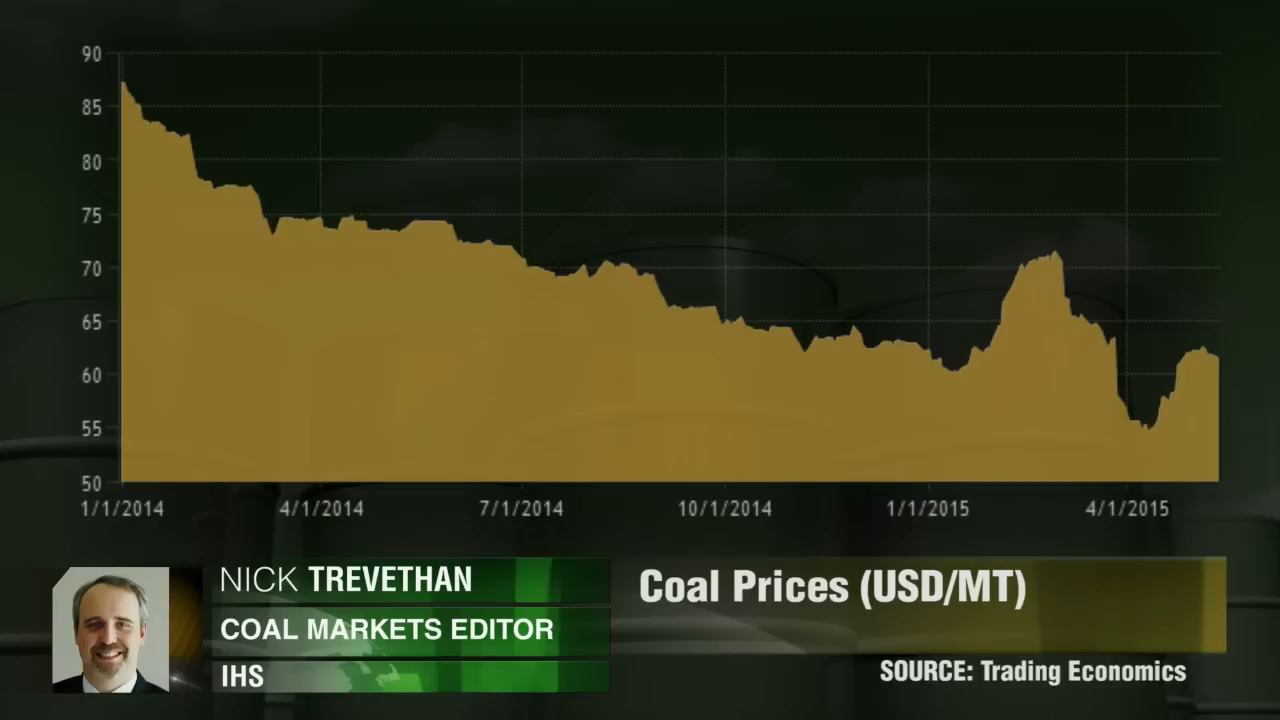 90
85
80
75
70
65
60
55
50
1/1/2014 4/1/2014 7/1/2014 10/1/2014 1/1/2015 4/1/2015
NICK TREVETHAN
COAL MARKETS EDITOR
IHS
Coal Prices (USD/MT)
SOURCE: Trading Economics